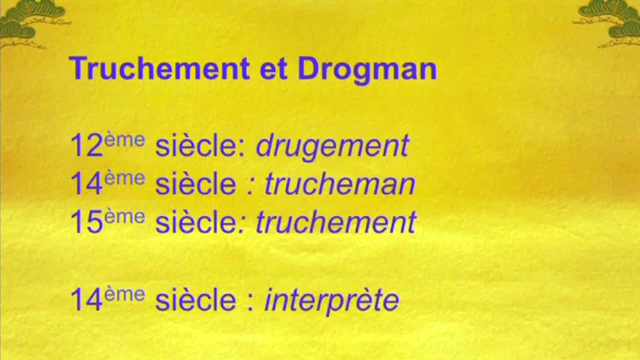 Truchement et Drogman
12ème siècle: drugement
14ème siècle : trucheman
15ème siècle: truchement
14ème siècle : interprète